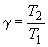 γ = T₂/T₁